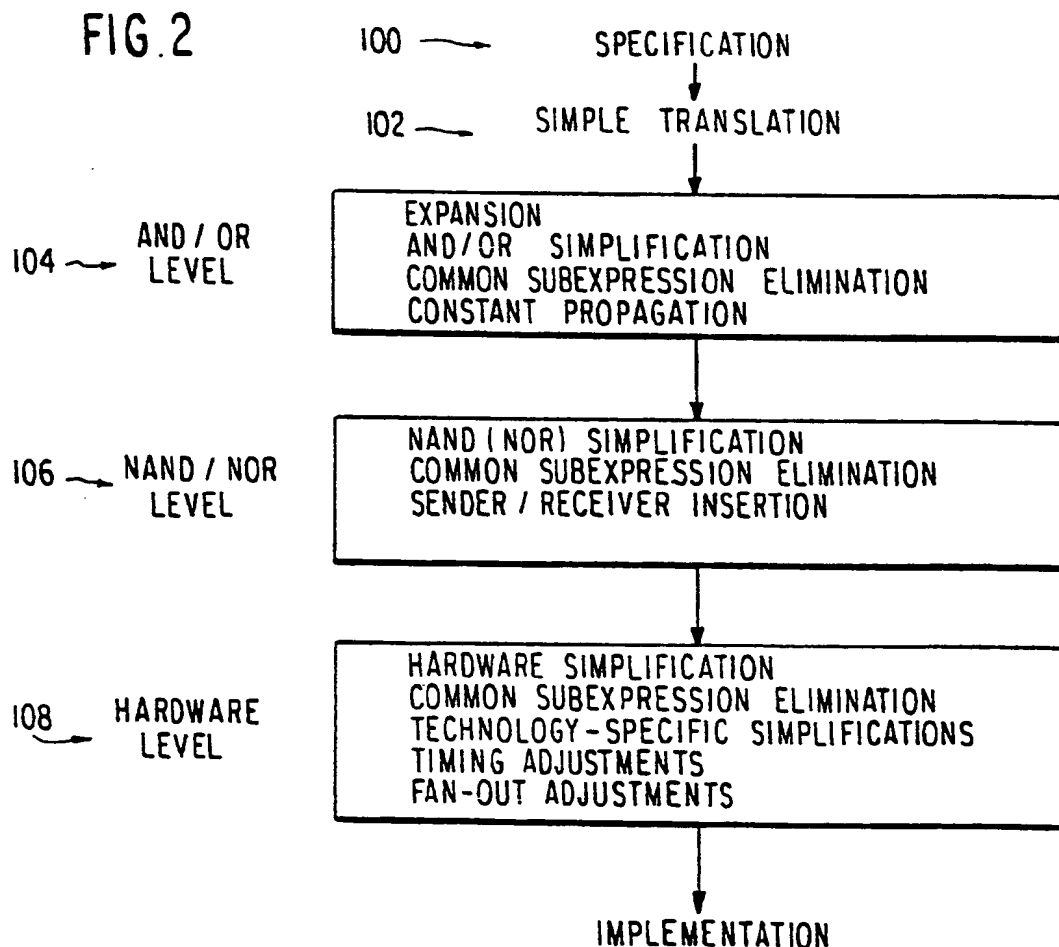 FIG.2
100 SPECIFICATION
102 SIMPLE TRANSLATION
104 AND/OR LEVEL
EXPANSION
AND/OR SIMPLIFICATION
COMMON SUBEXPRESSION ELIMINATION
CONSTANT PROPAGATION
106 NAND/NOR LEVEL
NAND (NOR) SIMPLIFICATION
COMMON SUBEXPRESSION ELIMINATION
SENDER/RECEIVER INSERTION
108 HARDWARE LEVEL
HARDWARE SIMPLIFICATION
COMMON SUBEXPRESSION ELIMINATION
TECHNOLOGY-SPECIFIC SIMPLIFICATIONS
TIMING ADJUSTMENTS
FAN-OUT ADJUSTMENTS
IMPLEMENTATION